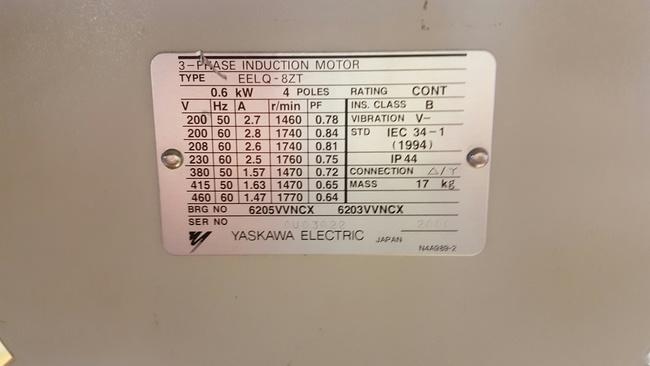 3-PHASE INDUCTION MOTOR
TYPE EELQ-8ZT
0.6 kW 4 POLES RATING CONT
V Hz A r/min PF INS. CLASS B
200 50 2.7 1460 0.78 VIBRATION V-
200 60 2.8 1740 0.84 STD IEC 34-1
208 60 2.6 1740 0.81 (1994)
230 60 2.5 1760 0.75 IP 44
380 50 1.57 1470 0.72 CONNECTION △/Y
415 50 1.63 1470 0.65 MASS 17 kg
460 60 1.47 1770 0.64
BRG NO 6205VVNCX 6203VVNCX
SER NO
YASKAWA ELECTRIC JAPAN N4A989-2